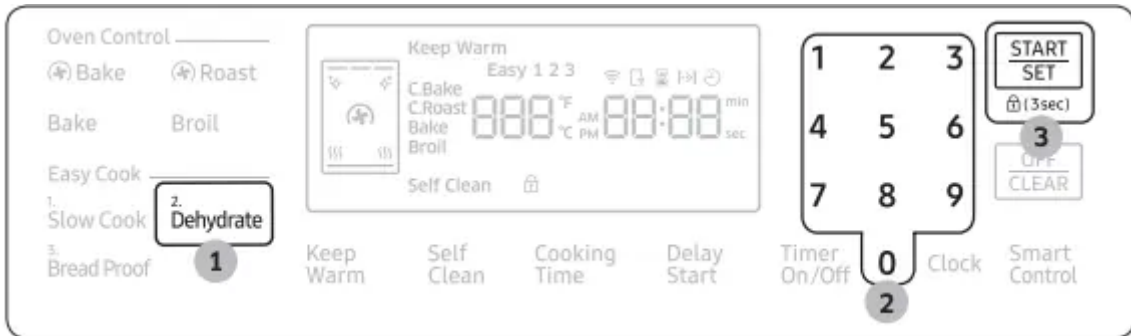 Oven Control
Bake Roast
Bake Broil
Easy Cook
1. Slow Cook
2. Dehydrate
3. Bread Proof
1
Keep Warm
Easy 1 2 3
C.Bake
C.Roast
Bake
Broil
888 °F °C
AM PM
88:88 min sec
Self Clean
Keep Warm
Self Clean
Cooking Time
Delay Start
Timer On/Off
Clock
Smart Control
1 2 3
4 5 6
7 8 9
0
2
START
SET
(3sec)
3
OFF
CLEAR